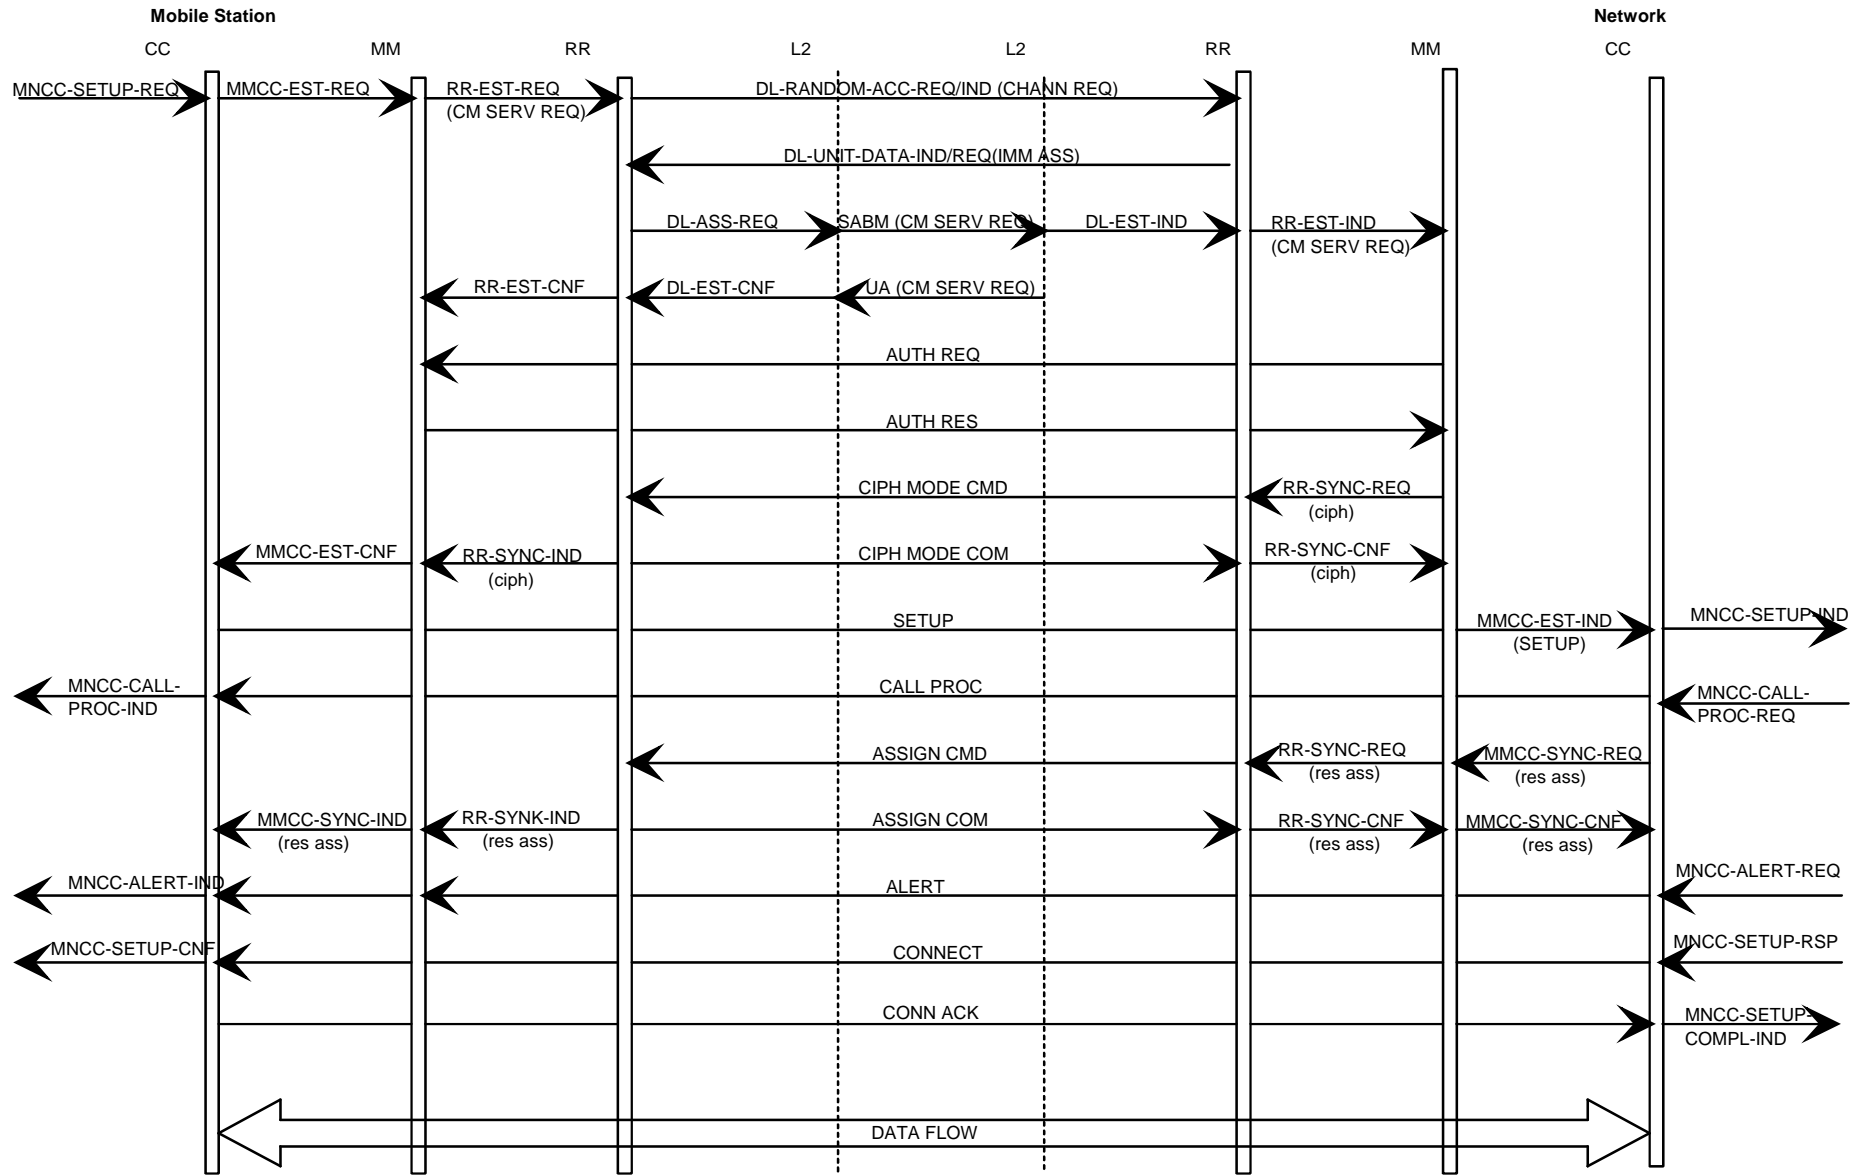 Mobile Station
Network
CC
MM
RR
L2
L2
RR
MM
CC
MNCC-SETUP-REQ
MMCC-EST-REQ
RR-EST-REQ
(CM SERV REQ)
DL-RANDOM-ACC-REQ/IND (CHANN REQ)
DL-UNIT-DATA-IND/REQ(IMM ASS)
DL-ASS-REQ
SABM (CM SERV REQ)
DL-EST-IND
RR-EST-IND
(CM SERV REQ)
RR-EST-CNF
DL-EST-CNF
UA (CM SERV REQ)
AUTH REQ
AUTH RES
CIPH MODE CMD
RR-SYNC-REQ
(ciph)
MMCC-EST-CNF
RR-SYNC-IND
(ciph)
CIPH MODE COM
RR-SYNC-CNF
(ciph)
SETUP
MMCC-EST-IND
(SETUP)
MNCC-SETUP-IND
MNCC-CALL-
PROC-IND
CALL PROC
MNCC-CALL-
PROC-REQ
ASSIGN CMD
RR-SYNC-REQ
(res ass)
MMCC-SYNC-REQ
(res ass)
MMCC-SYNC-IND
(res ass)
RR-SYNK-IND
(res ass)
ASSIGN COM
RR-SYNC-CNF
(res ass)
MMCC-SYNC-CNF
(res ass)
MNCC-ALERT-IND
ALERT
MNCC-ALERT-REQ
MNCC-SETUP-CNF
CONNECT
MNCC-SETUP-RSP
CONN ACK
MNCC-SETUP-
COMPL-IND
DATA FLOW